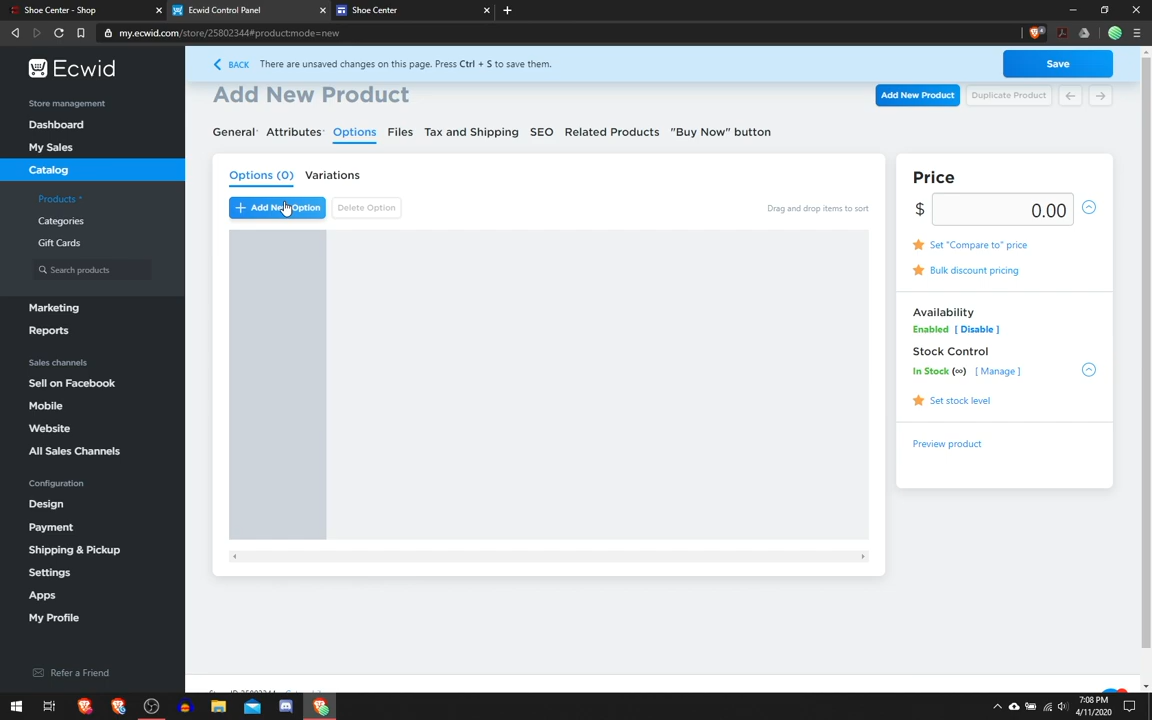 Shoe Center - Shop
Ecwid Control Panel
Shoe Center
my.ecwid.com/store/25802344#product:mode=new
Ecwid
BACK There are unsaved changes on this page. Press Ctrl + S to save them.
Save
Add New Product
Add New Product
Duplicate Product
Store management
Dashboard
My Sales
Catalog
Products *
Categories
Gift Cards
Search products
Marketing
Reports
Sales channels
Sell on Facebook
Mobile
Website
All Sales Channels
Configuration
Design
Payment
Shipping & Pickup
Settings
Apps
My Profile
Refer a Friend
General* Attributes* Options Files Tax and Shipping SEO Related Products "Buy Now" button
Options (0) Variations
Add New Option
Delete Option
Drag and drop items to sort
Price
$ 0.00
Set "Compare to" price
Bulk discount pricing
Availability
Enabled [ Disable ]
Stock Control
In Stock (∞) [ Manage ]
Set stock level
Preview product
7:08 PM
4/11/2020